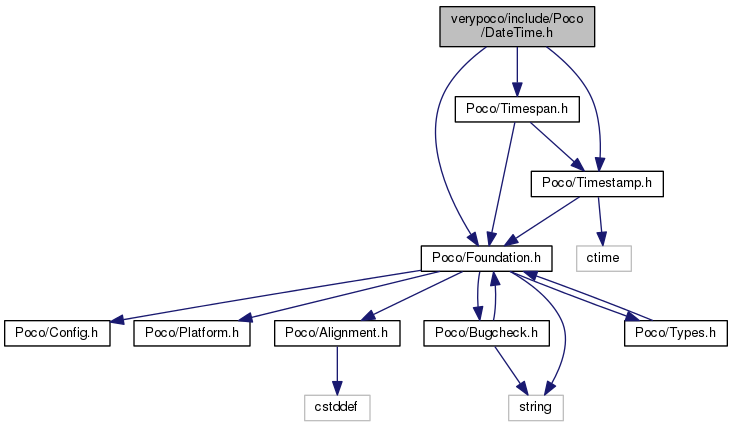 verypoco/include/Poco
/DateTime.h
Poco/Timespan.h
Poco/Timestamp.h
Poco/Foundation.h
ctime
Poco/Config.h
Poco/Platform.h
Poco/Alignment.h
Poco/Bugcheck.h
Poco/Types.h
cstddef
string